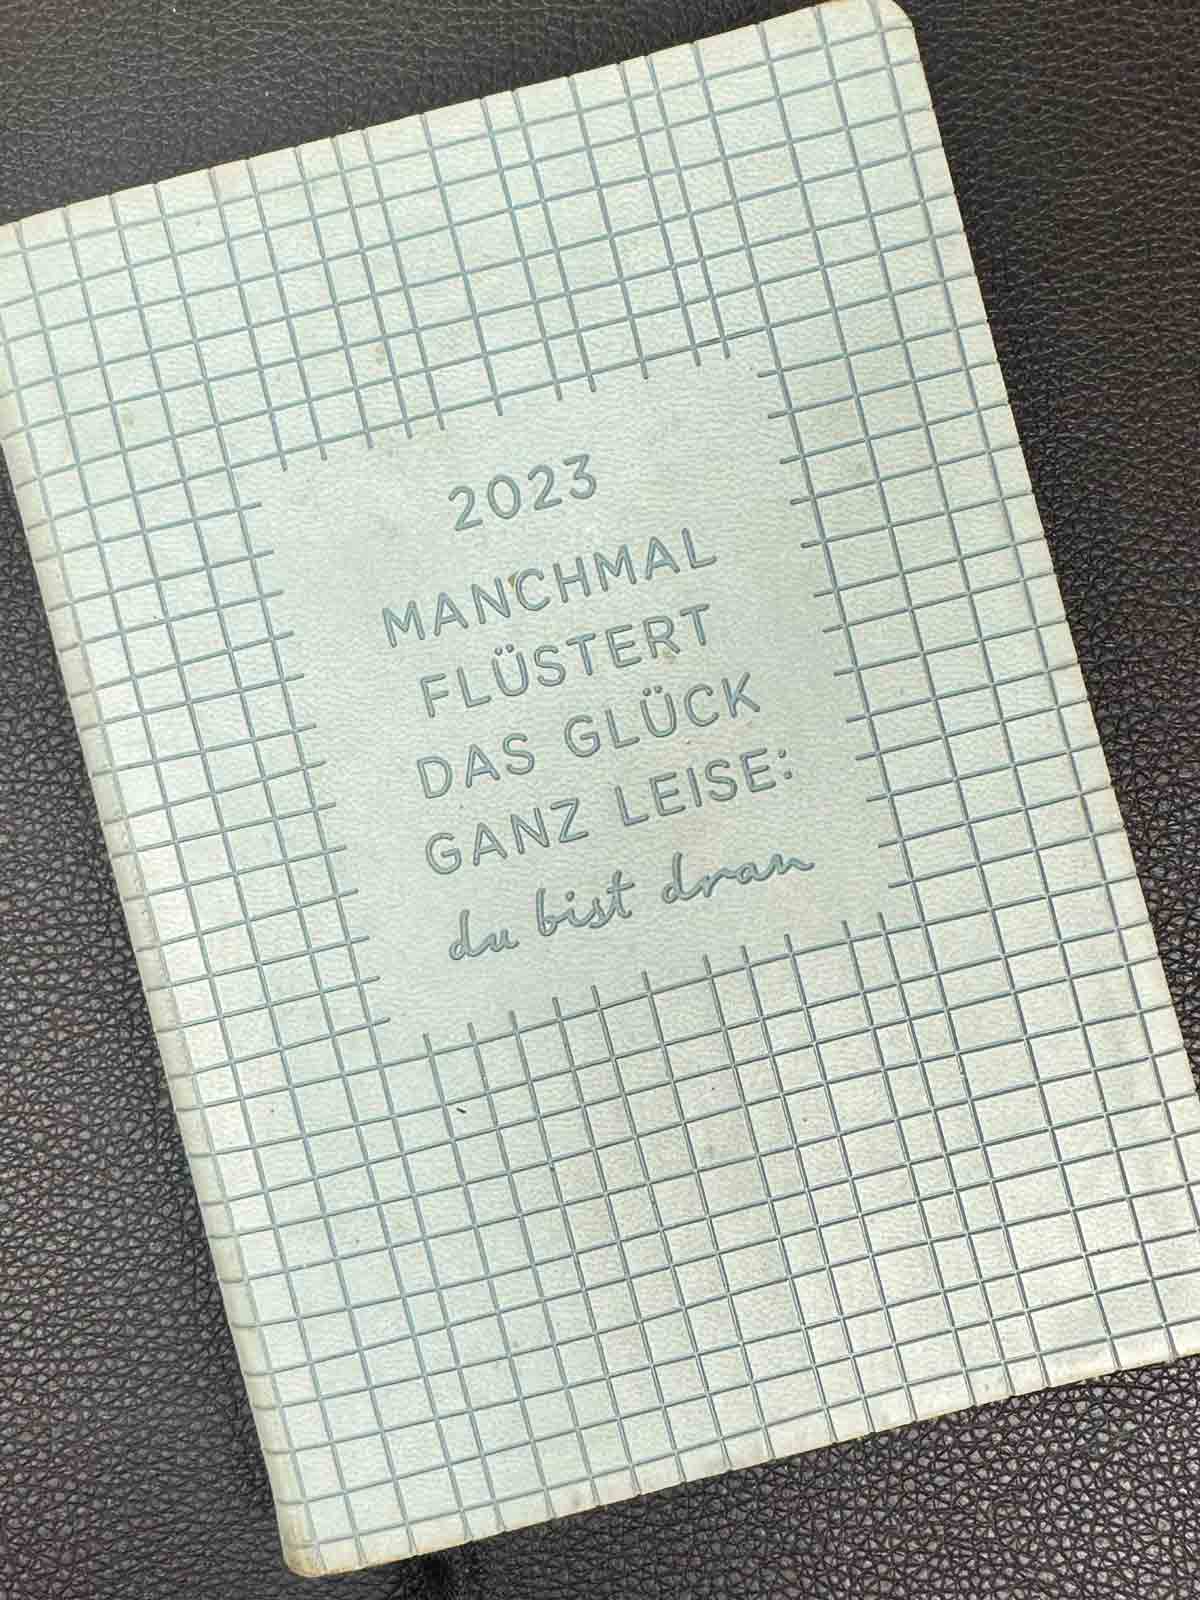 2023
MANCHMAL
FLÜSTERT
DAS GLÜCK
GANZ LEISE:
du bist dran